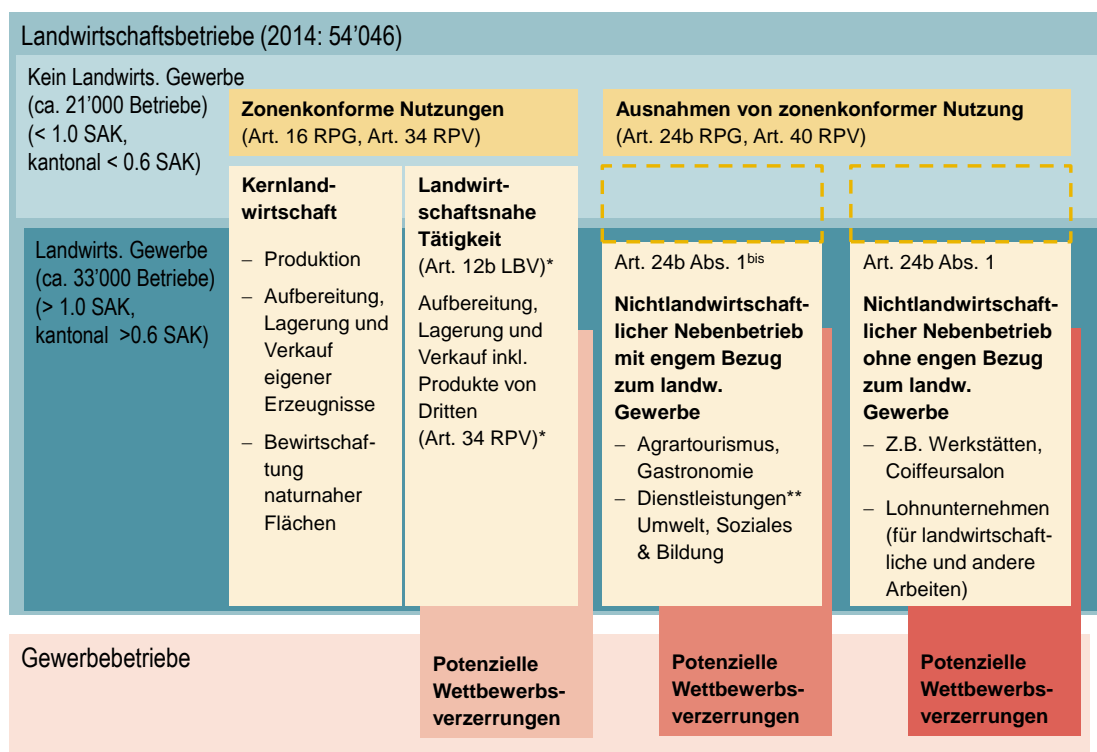 Landwirtschaftsbetriebe (2014: 54’046)
Kein Landwirts. Gewerbe
(ca. 21’000 Betriebe)
(< 1.0 SAK,
kantonal < 0.6 SAK)
Zonenkonforme Nutzungen
(Art. 16 RPG, Art. 34 RPV)
Ausnahmen von zonenkonformer Nutzung
(Art. 24b RPG, Art. 40 RPV)
Landwirts. Gewerbe
(ca. 33’000 Betriebe)
(> 1.0 SAK,
kantonal >0.6 SAK)
Kernland-
wirtschaft
– Produktion
– Aufbereitung,
Lagerung und
Verkauf
eigener
Erzeugnisse
– Bewirtschaf-
tung
naturnaher
Flächen
Landwirt-
schaftsnahe
Tätigkeit
(Art. 12b LBV)*
Aufbereitung,
Lagerung und
Verkauf inkl.
Produkte von
Dritten
(Art. 34 RPV)*
Art. 24b Abs. 1bis
Nichtlandwirtschaft-
licher Nebenbetrieb
mit engem Bezug
zum landw.
Gewerbe
– Agrartourismus,
Gastronomie
– Dienstleistungen**
Umwelt, Soziales
& Bildung
Art. 24b Abs. 1
Nichtlandwirtschaft-
licher Nebenbetrieb
ohne engen Bezug
zum landw.
Gewerbe
– Z.B. Werkstätten,
Coiffeursalon
– Lohnunternehmen
(für landwirtschaft-
liche und andere
Arbeiten)
Gewerbebetriebe
Potenzielle
Wettbewerbs-
verzerrungen
Potenzielle
Wettbewerbs-
verzerrungen
Potenzielle
Wettbewerbs-
verzerrungen